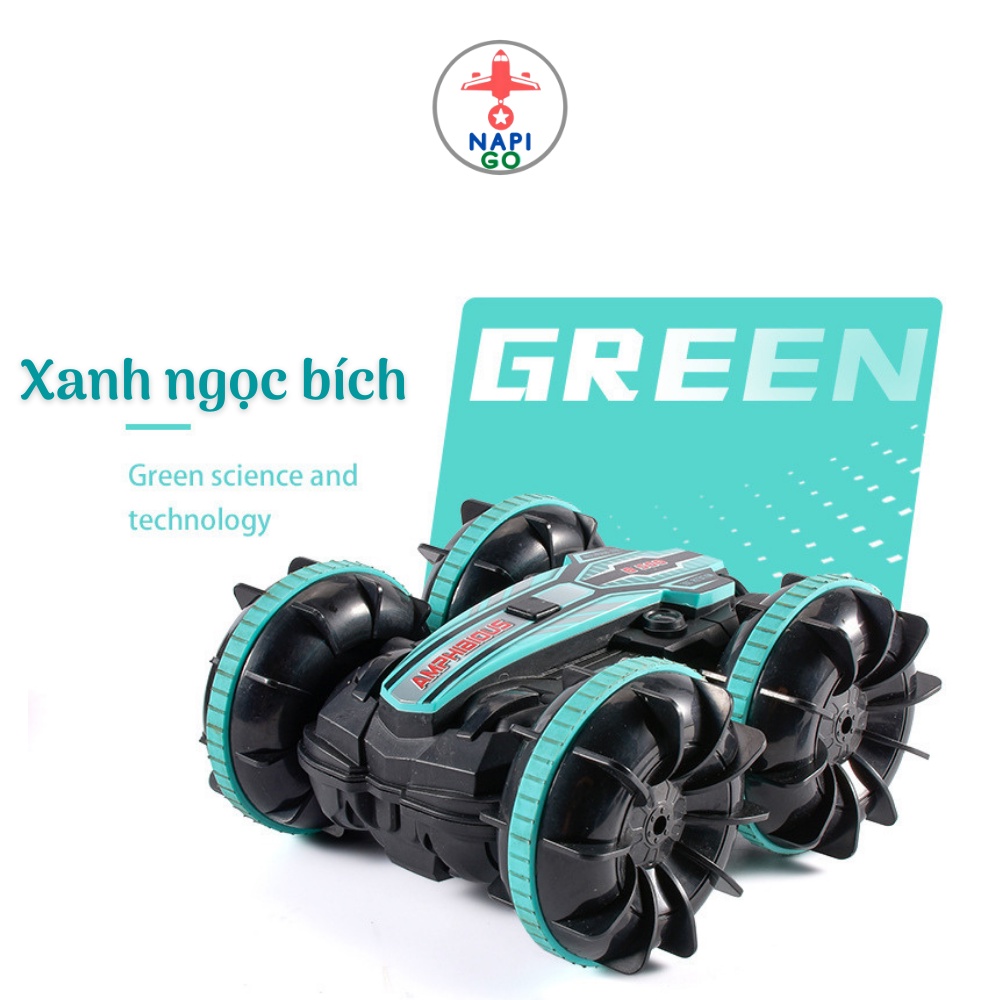 NAPI
GO
GREEN
Xanh ngọc bích
Green science and
technology
AMPHIBIOUS